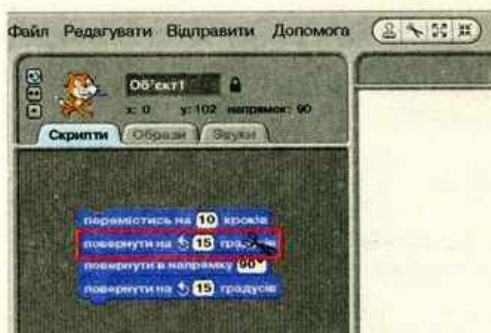 Файл Редагувати Відправити Допомога
Об'єкт1
x: 0 y: 102 напрямок: 90
Скрипти Образи Звуки
перемістись на 10 кроків
повернути на 15 градусів
повернути в напрямку 90
повернути на 15 градусів